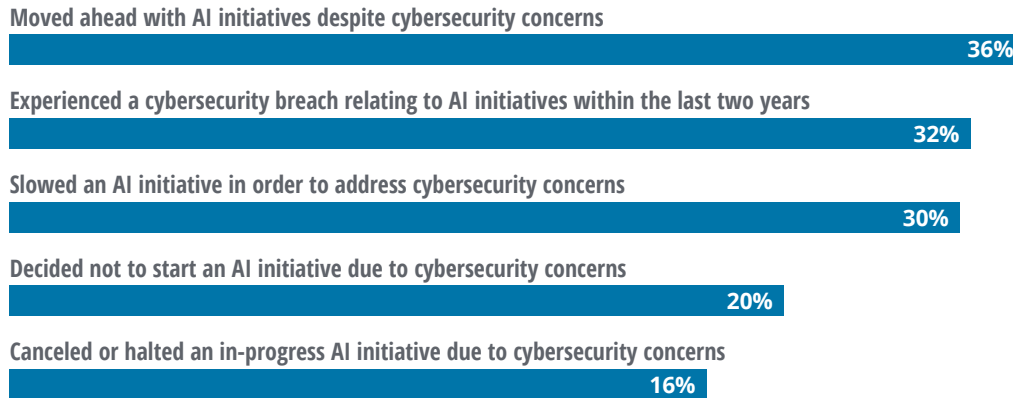 Moved ahead with AI initiatives despite cybersecurity concerns
36%
Experienced a cybersecurity breach relating to AI initiatives within the last two years
32%
Slowed an AI initiative in order to address cybersecurity concerns
30%
Decided not to start an AI initiative due to cybersecurity concerns
20%
Canceled or halted an in-progress AI initiative due to cybersecurity concerns
16%